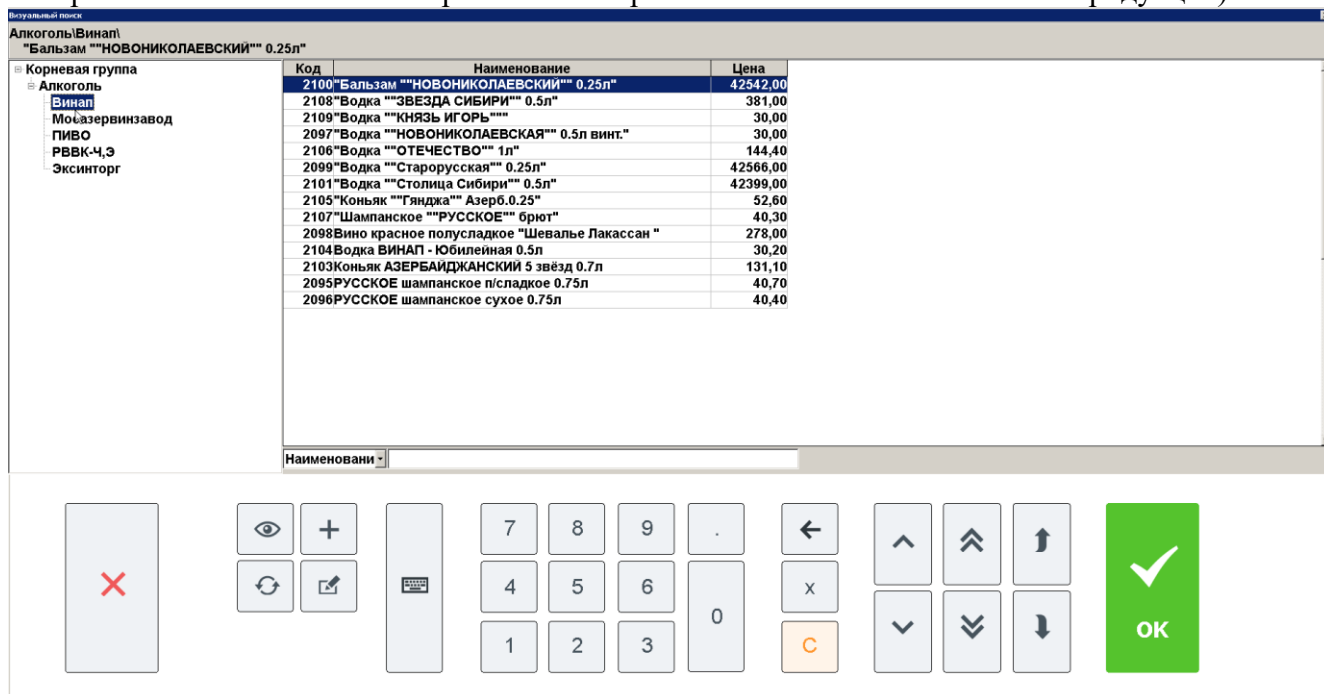 Визуальный поиск
Алкоголь\Винап\
"Бальзам ""НОВОНИКОЛАЕВСКИЙ"" 0.25л"
Корневая группа
Алкоголь
Винап
Мосазервинзавод
ПИВО
РВВК-Ч,Э
Эксинторг
Код Наименование Цена
2100 "Бальзам ""НОВОНИКОЛАЕВСКИЙ"" 0.25л" 42542,00
2108 "Водка ""ЗВЕЗДА СИБИРИ"" 0.5л" 381,00
2109 "Водка ""КНЯЗЬ ИГОРЬ""" 30,00
2097 "Водка ""НОВОНИКОЛАЕВСКАЯ"" 0.5л винт." 30,00
2106 "Водка ""ОТЕЧЕСТВО"" 1л" 144,40
2099 "Водка ""Старорусская"" 0.25л" 42566,00
2101 "Водка ""Столица Сибири"" 0.5л" 42399,00
2105 "Коньяк ""Гянджа"" Азерб.0.25" 52,60
2107 "Шампанское ""РУССКОЕ"" брют" 40,30
2098 Вино красное полусладкое "Шевалье Лакассан " 278,00
2104 Водка ВИНАП - Юбилейная 0.5л 30,20
2103 Коньяк АЗЕРБАЙДЖАНСКИЙ 5 звёзд 0.7л 131,10
2095 РУССКОЕ шампанское п/сладкое 0.75л 40,70
2096 РУССКОЕ шампанское сухое 0.75л 40,40
Наименовани
7 8 9 .
4 5 6 x
0
1 2 3 C
ОК